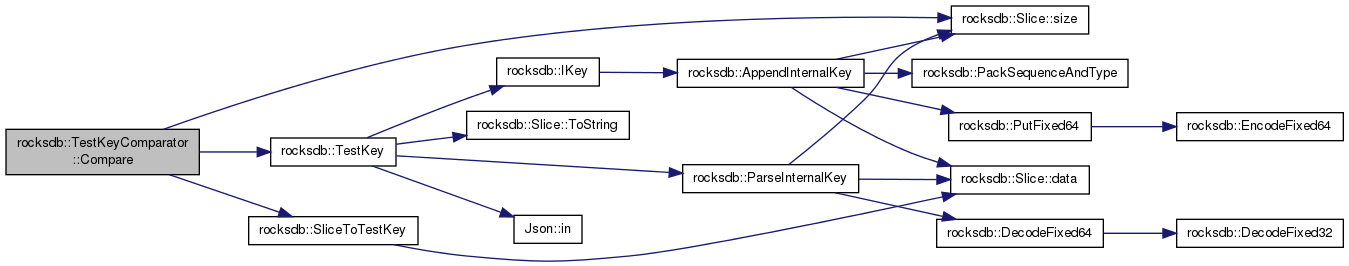 rocksdb::TestKeyComparator
::Compare
rocksdb::TestKey
rocksdb::SliceToTestKey
rocksdb::IKey
rocksdb::Slice::ToString
Json::in
rocksdb::AppendInternalKey
rocksdb::ParseInternalKey
rocksdb::Slice::size
rocksdb::PackSequenceAndType
rocksdb::PutFixed64
rocksdb::Slice::data
rocksdb::DecodeFixed64
rocksdb::EncodeFixed64
rocksdb::DecodeFixed32